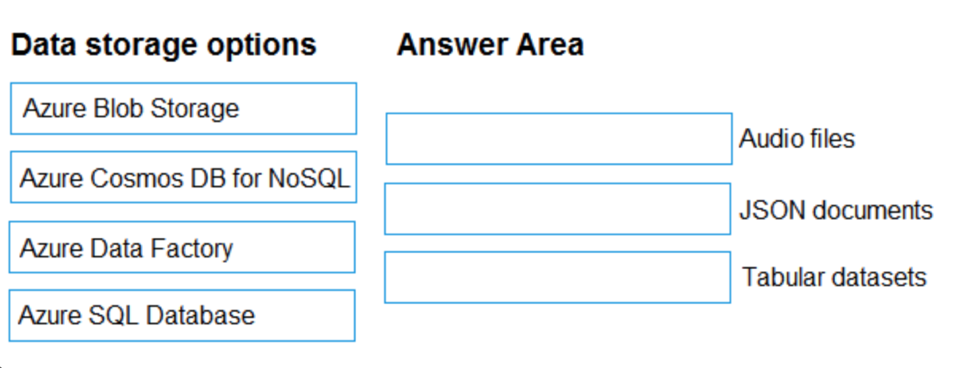 Data storage options
Answer Area
Azure Blob Storage
Azure Cosmos DB for NoSQL
Azure Data Factory
Azure SQL Database
Audio files
JSON documents
Tabular datasets